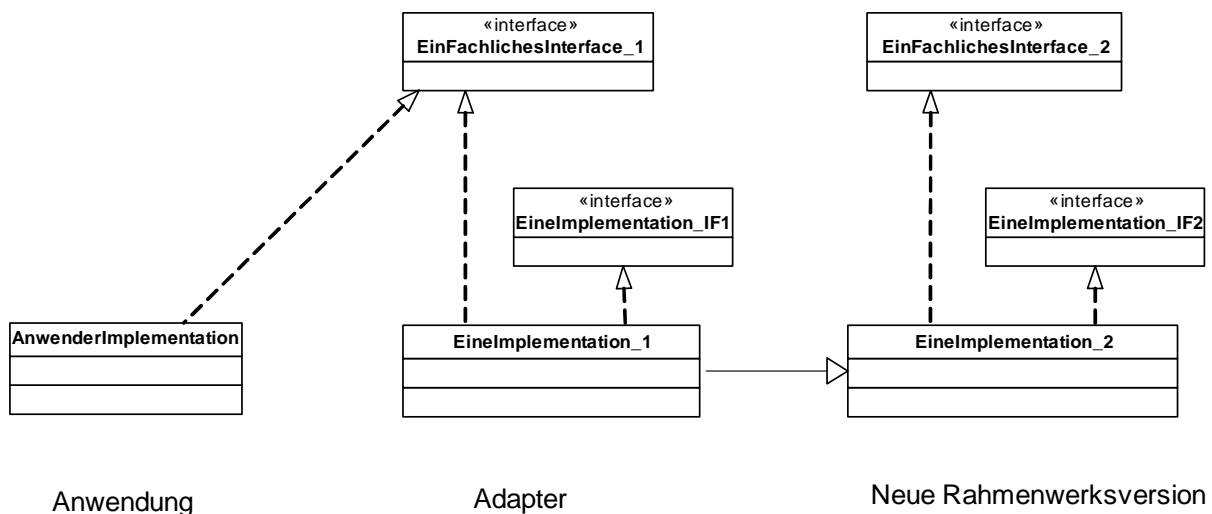 «interface»
EinFachlichesInterface_1
«interface»
EinFachlichesInterface_2
«interface»
EineImplementation_IF1
«interface»
EineImplementation_IF2
AnwenderImplementation
EineImplementation_1
EineImplementation_2
Anwendung
Adapter
Neue Rahmenwerksversion